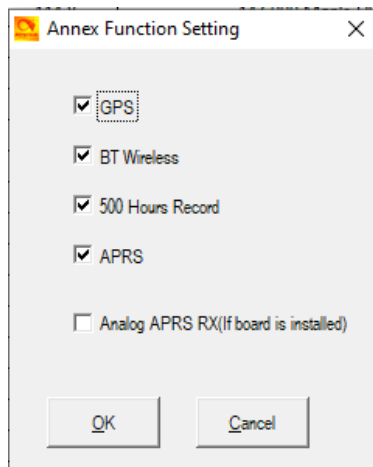 Annex Function Setting
GPS
BT Wireless
500 Hours Record
APRS
Analog APRS RX(If board is installed)
OK
Cancel